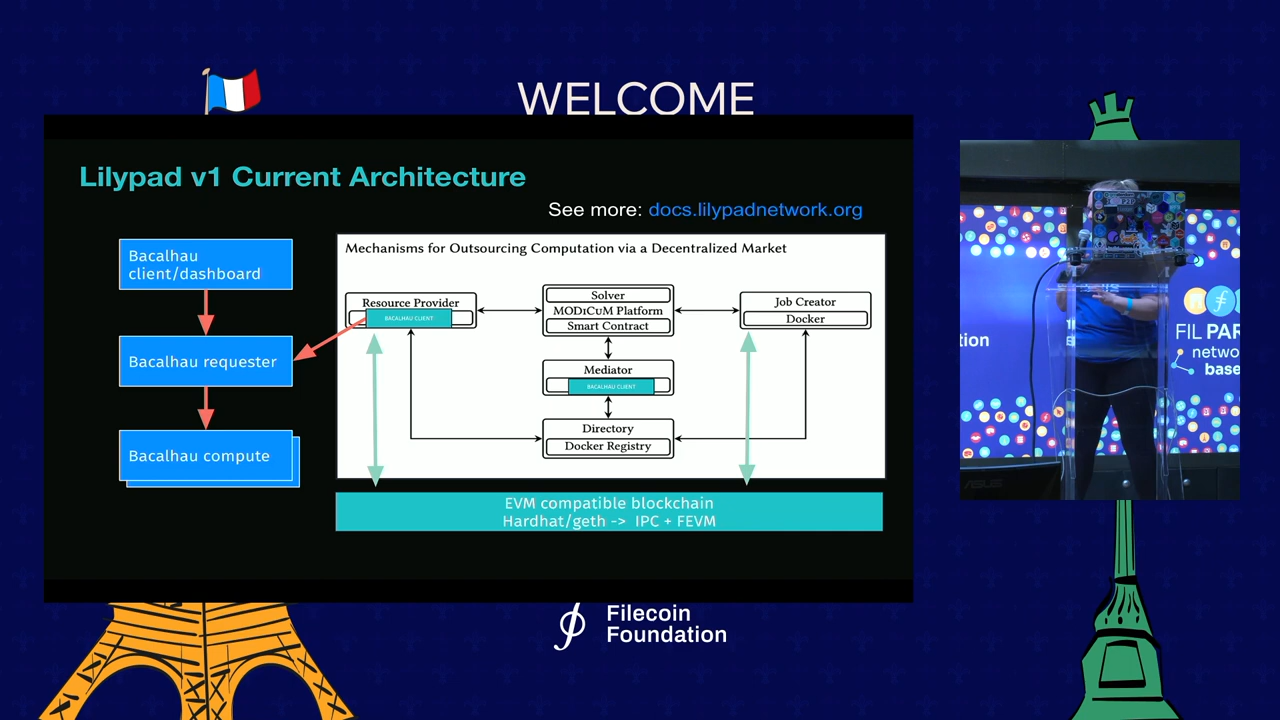 WELCOME
Lilypad v1 Current Architecture
See more: docs.lilypadnetwork.org
Bacalhau
client/dashboard
Bacalhau requester
Bacalhau compute
Mechanisms for Outsourcing Computation via a Decentralized Market
Resource Provider
BACALHAU CLIENT
Solver
MODiCuM Platform
Smart Contract
Job Creator
Docker
Mediator
BACALHAU CLIENT
Directory
Docker Registry
EVM compatible blockchain
Hardhat/geth -> IPC + FEVM
Filecoin
Foundation
tion
FIL PAR
netwo
base
ASUS
P2P